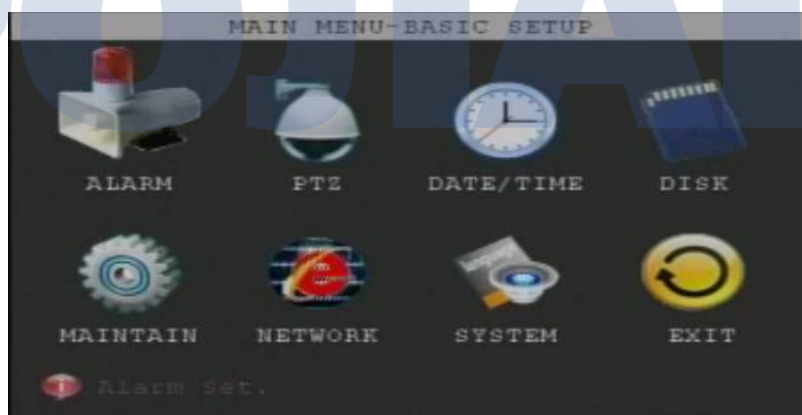 MAIN MENU-BASIC SETUP
ALARM PTZ DATE/TIME DISK
MAINTAIN NETWORK SYSTEM EXIT
Alarm Set.